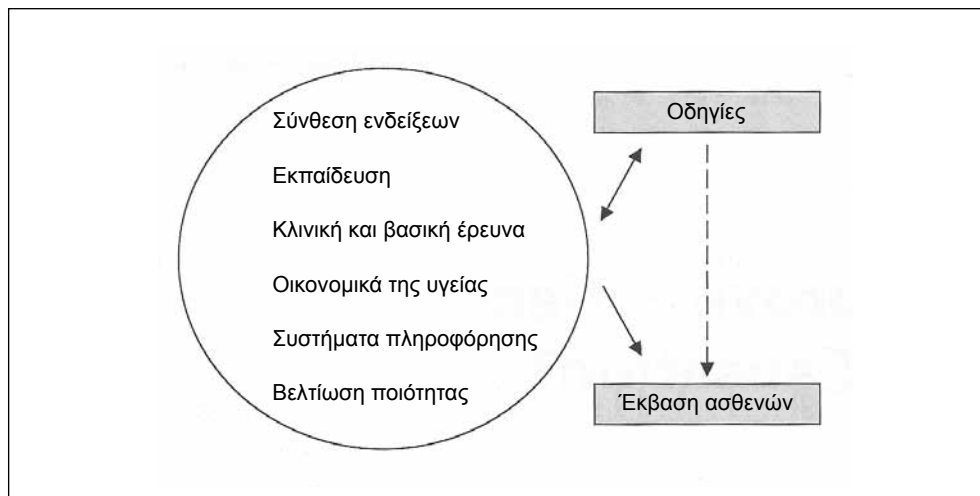 Σύνθεση ενδείξεων
Εκπαίδευση
Κλινική και βασική έρευνα
Οικονομικά της υγείας
Συστήματα πληροφόρησης
Βελτίωση ποιότητας
Οδηγίες
Έκβαση ασθενών